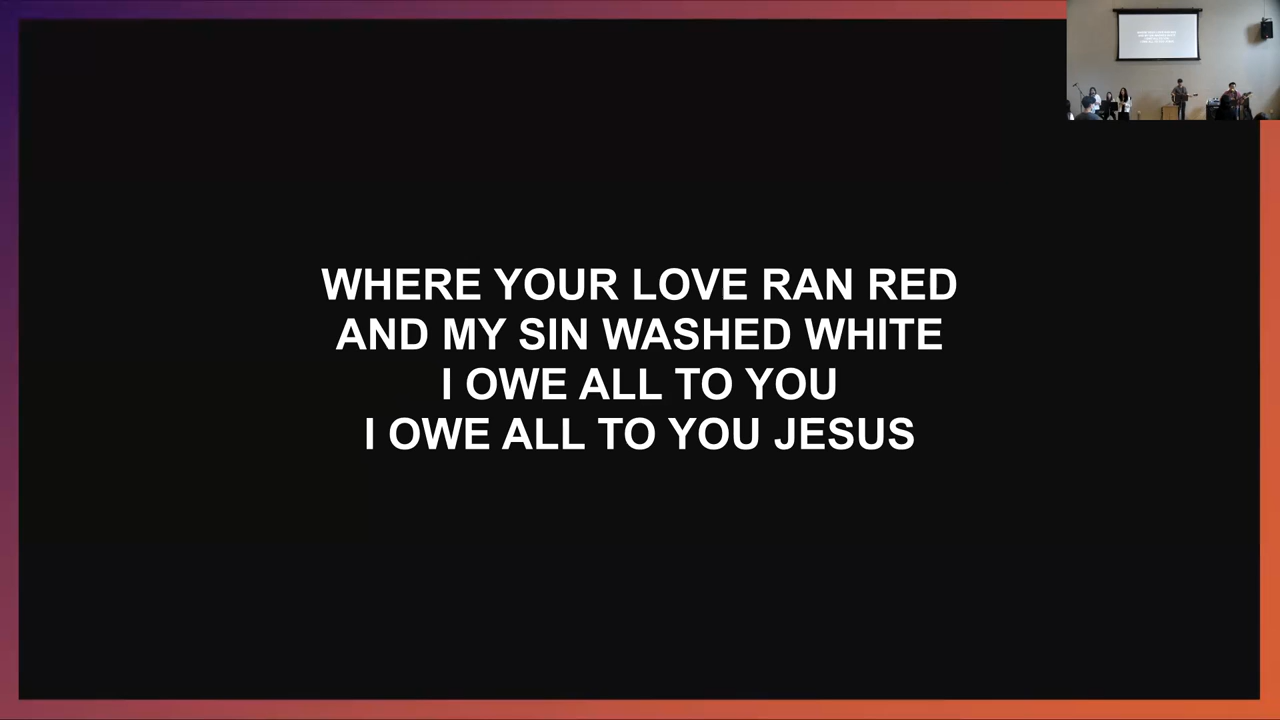 WHERE YOUR LOVE RAN RED
AND MY SIN WASHED WHITE
I OWE ALL TO YOU
I OWE ALL TO YOU JESUS